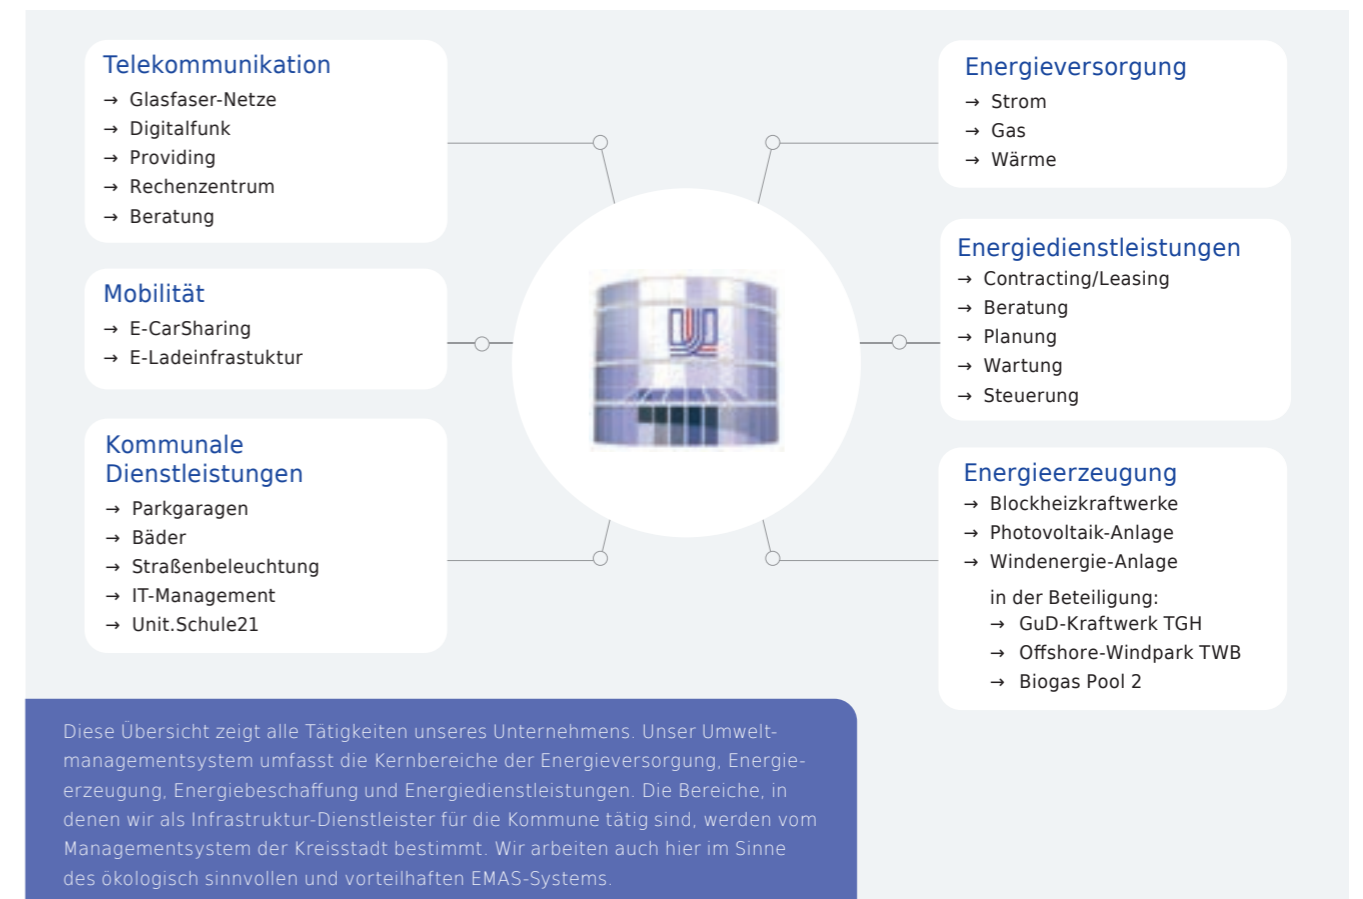 Telekommunikation
→ Glasfaser-Netze
→ Digitalfunk
→ Providing
→ Rechenzentrum
→ Beratung
Mobilität
→ E-CarSharing
→ E-Ladeinfrastuktur
Kommunale
Dienstleistungen
→ Parkgaragen
→ Bäder
→ Straßenbeleuchtung
→ IT-Management
→ Unit.Schule21
Energieversorgung
→ Strom
→ Gas
→ Wärme
Energiedienstleistungen
→ Contracting/Leasing
→ Beratung
→ Planung
→ Wartung
→ Steuerung
Energieerzeugung
→ Blockheizkraftwerke
→ Photovoltaik-Anlage
→ Windenergie-Anlage
in der Beteiligung:
→ GuD-Kraftwerk TGH
→ Offshore-Windpark TWB
→ Biogas Pool 2
Diese Übersicht zeigt alle Tätigkeiten unseres Unternehmens. Unser Umwelt-
managementsystem umfasst die Kernbereiche der Energieversorgung, Energie-
erzeugung, Energiebeschaffung und Energiedienstleistungen. Die Bereiche, in
denen wir als Infrastruktur-Dienstleister für die Kommune tätig sind, werden vom
Managementsystem der Kreisstadt bestimmt. Wir arbeiten auch hier im Sinne
des ökologisch sinnvollen und vorteilhaften EMAS-Systems.